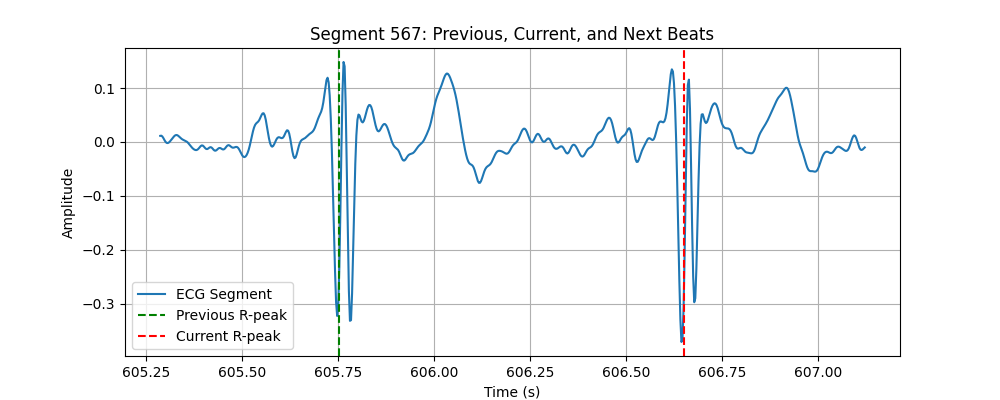 Segment 567: Previous, Current, and Next Beats
Amplitude
0.1
0.0
−0.1
−0.2
−0.3
ECG Segment
Previous R-peak
Current R-peak
605.25 605.50 605.75 606.00 606.25 606.50 606.75 607.00
Time (s)